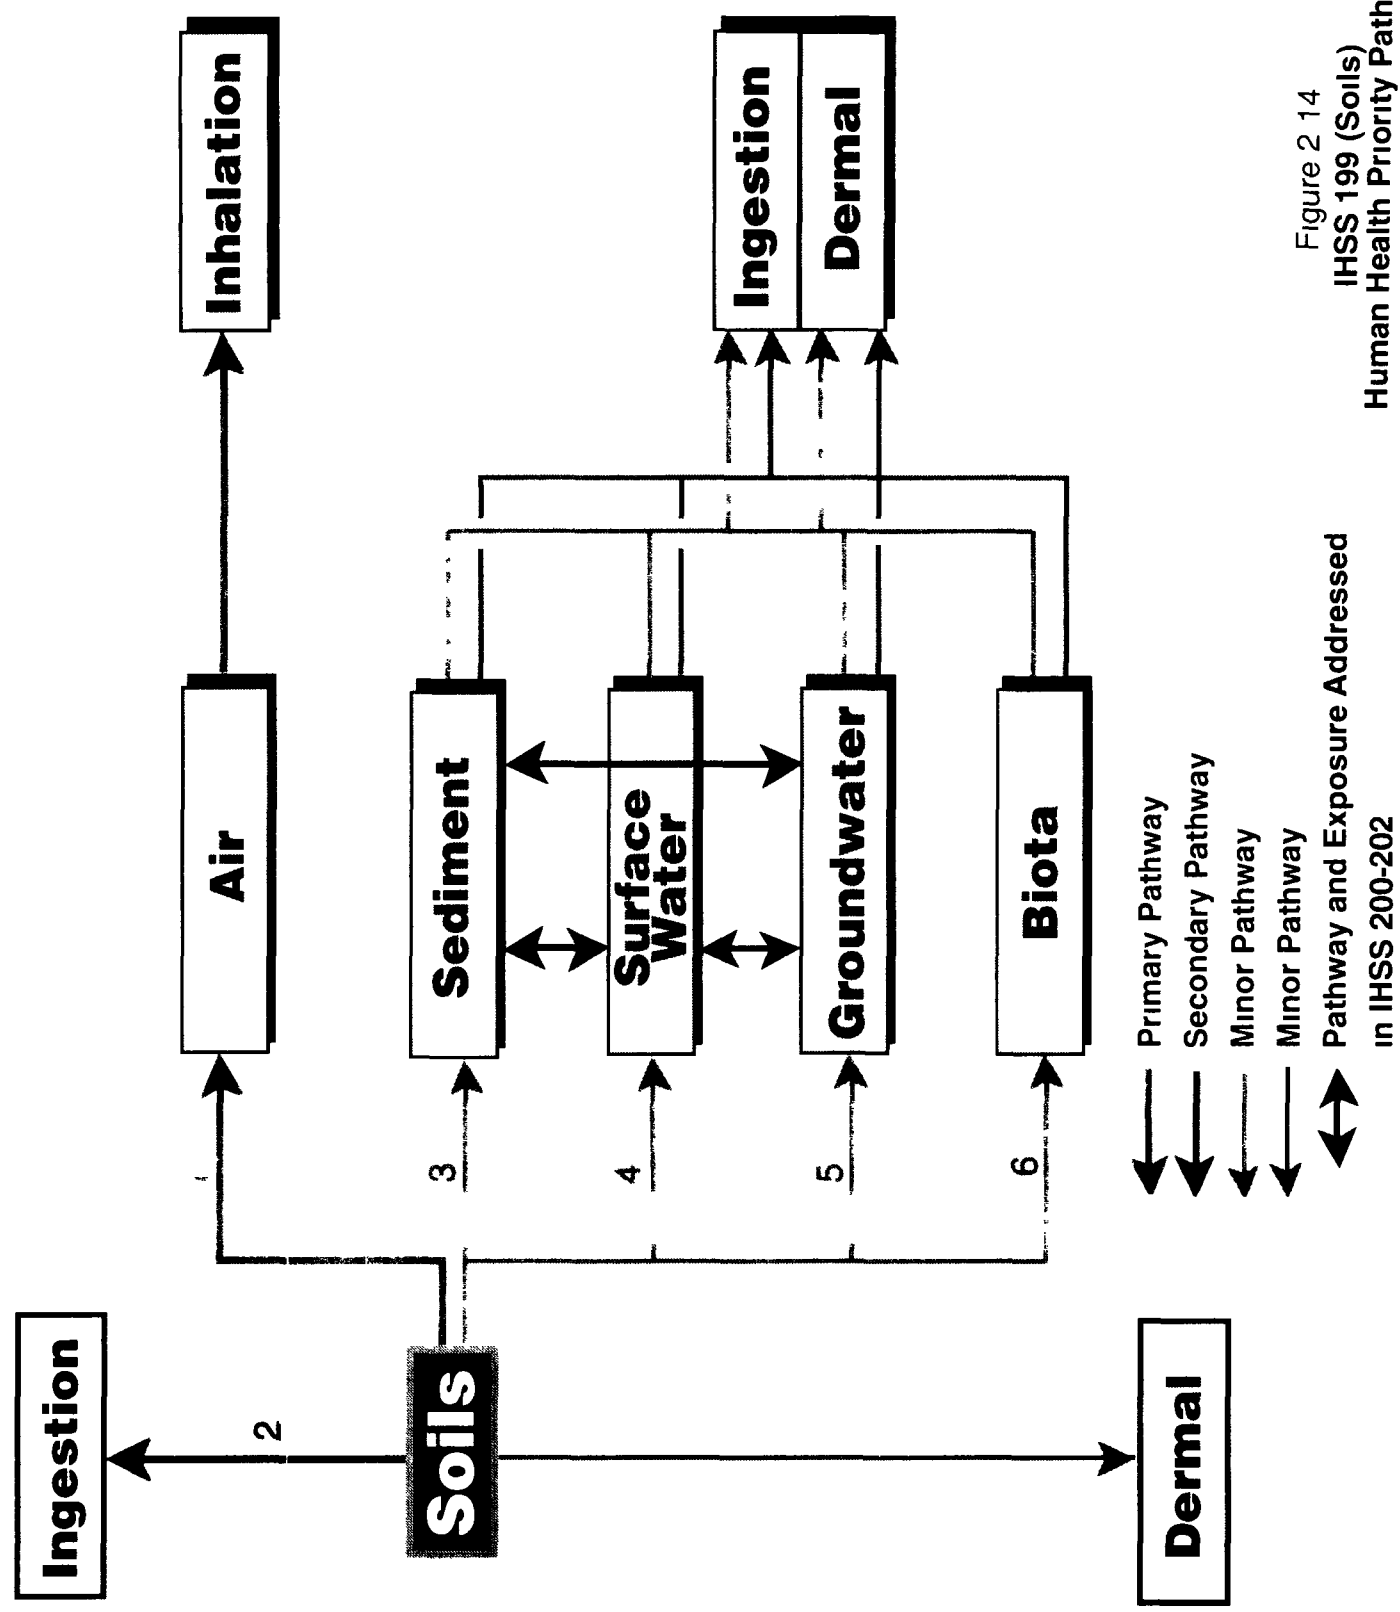 Ingestion
2
Soils
Dermal
1
3
4
5
6
Air
Sediment
Surface
Water
Groundwater
Biota
Inhalation
Ingestion
Dermal
Primary Pathway
Secondary Pathway
Minor Pathway
Minor Pathway
Pathway and Exposure Addressed
in IHSS 200-202
Figure 2 14
IHSS 199 (Soils)
Human Health Priority Path